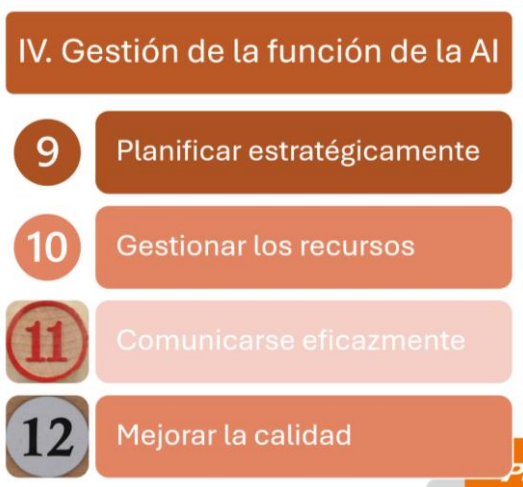 IV. Gestión de la función de la AI
9 Planificar estratégicamente
10 Gestionar los recursos
11 Comunicarse eficazmente
12 Mejorar la calidad